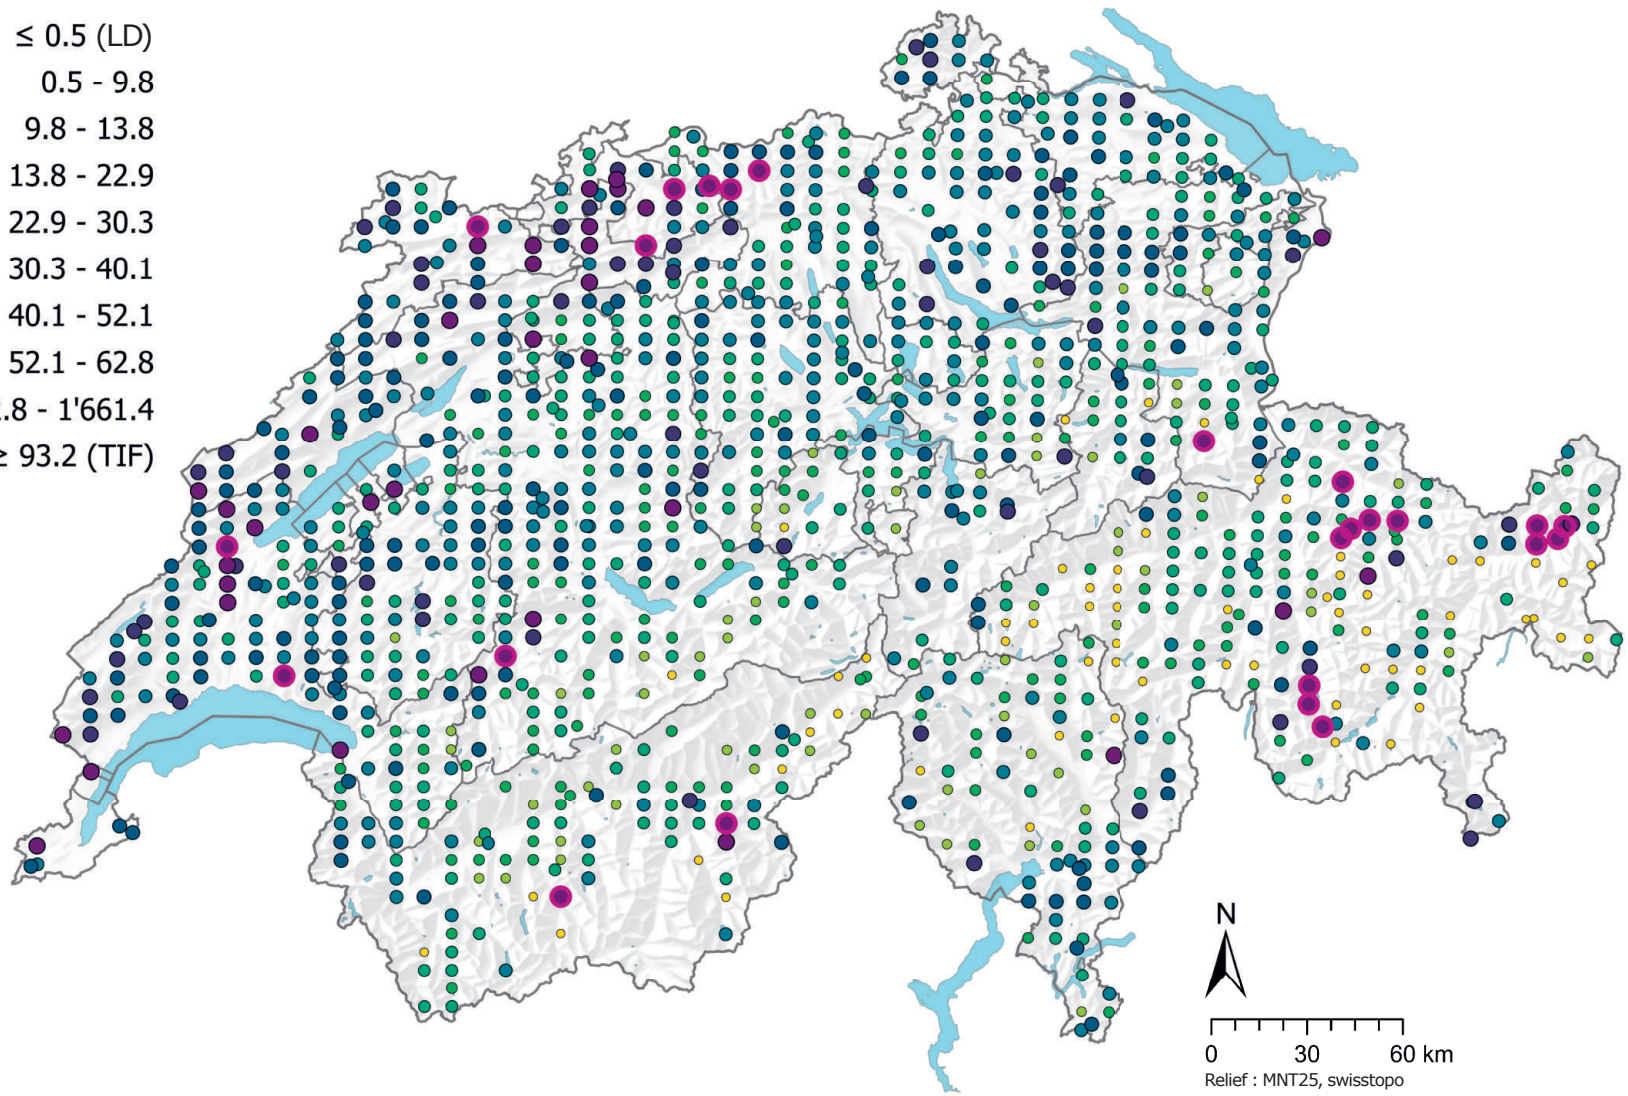 ≤ 0.5 (LD)
0.5 - 9.8
9.8 - 13.8
13.8 - 22.9
22.9 - 30.3
30.3 - 40.1
40.1 - 52.1
52.1 - 62.8
2.8 - 1'661.4
≥ 93.2 (TIF)
N
0 30 60 km
Relief : MNT25, swisstopo